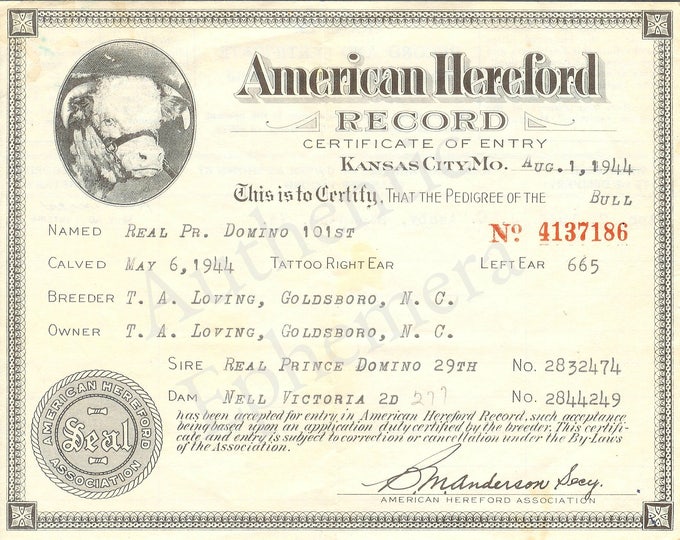 American Hereford
RECORD
CERTIFICATE OF ENTRY
KANSAS CITY, MO. AUG. 1, 1944
This is to Certify, THAT THE PEDIGREE OF THE BULL
NAMED REAL PR. DOMINO 101ST No 4137186
CALVED MAY 6, 1944 TATTOO RIGHT EAR LEFT EAR 665
BREEDER T. A. LOVING, GOLDSBORO, N. C.
OWNER T. A. LOVING, GOLDSBORO, N. C.
SIRE REAL PRINCE DOMINO 29TH NO. 2832474
DAM NELL VICTORIA 2D 277 NO. 2844249
has been accepted for entry in American Hereford Record, such acceptance
being based upon an application duty certified by the breeder. This certifi-
cate and entry is subject to correction or cancellation under the By-Laws
of the Association.
AMERICAN HEREFORD
Seal
ASSOCIATION
B. M. Anderson Secy.
AMERICAN HEREFORD ASSOCIATION
Authentic
Ephemera